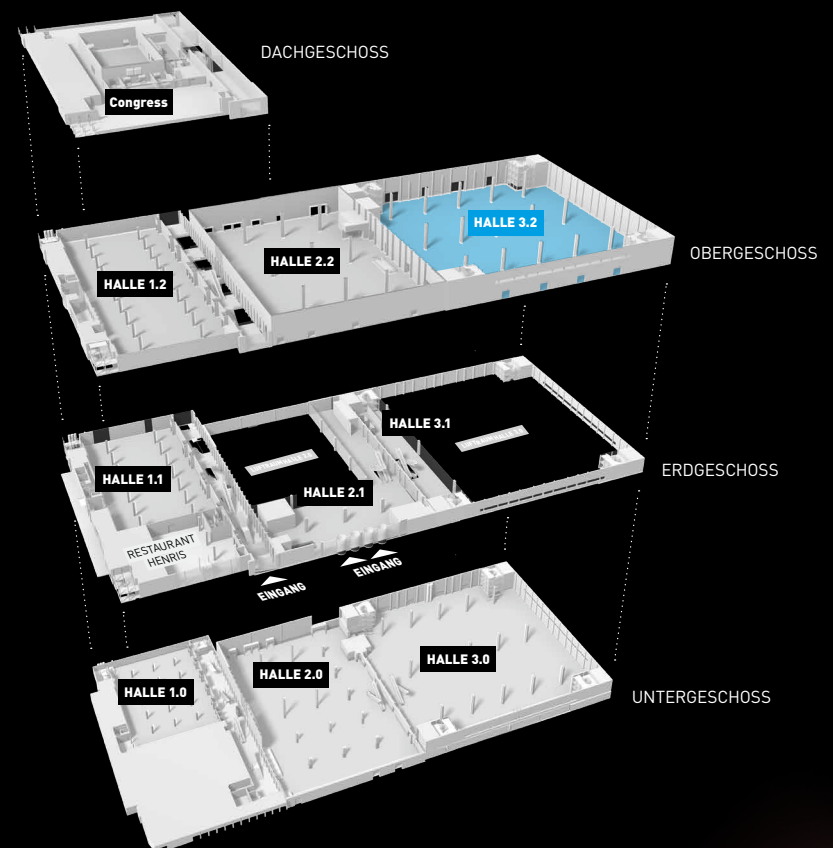 DACHGESCHOSS
Congress
HALLE 3.2
HALLE 2.2
OBERGESCHOSS
HALLE 1.2
HALLE 3.1
HALLE 1.1
HALLE 2.1
ERDGESCHOSS
RESTAURANT
HENRIS
EINGANG
EINGANG
HALLE 3.0
HALLE 2.0
HALLE 1.0
UNTERGESCHOSS